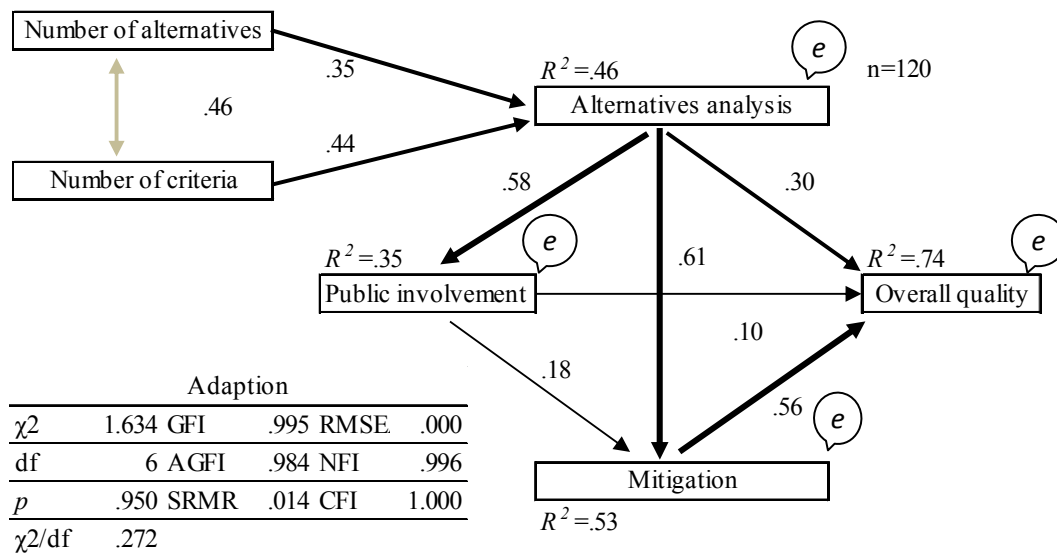 Number of alternatives
.35
.46
.44
Number of criteria
R² =.46
e
n=120
Alternatives analysis
.58
.30
R² =.35
e
.61
R² =.74
e
Public involvement
Overall quality
.10
.18
.56
e
Mitigation
R² =.53
Adaption
χ2 1.634 GFI .995 RMSE .000
df 6 AGFI .984 NFI .996
p .950 SRMR .014 CFI 1.000
χ2/df .272